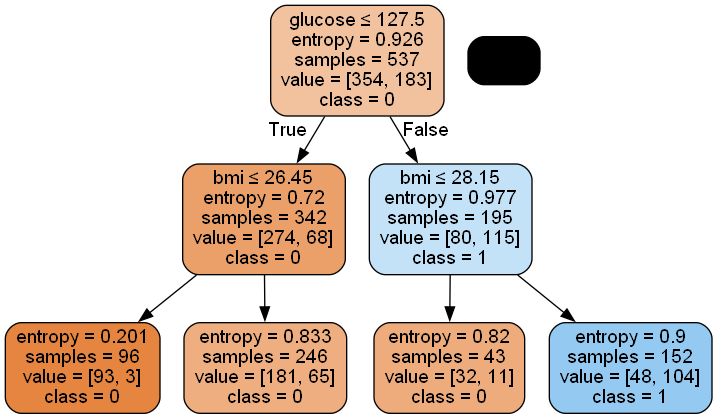 glucose ≤ 127.5
entropy = 0.926
samples = 537
value = [354, 183]
class = 0
True
False
bmi ≤ 26.45
entropy = 0.72
samples = 342
value = [274, 68]
class = 0
bmi ≤ 28.15
entropy = 0.977
samples = 195
value = [80, 115]
class = 1
entropy = 0.201
samples = 96
value = [93, 3]
class = 0
entropy = 0.833
samples = 246
value = [181, 65]
class = 0
entropy = 0.82
samples = 43
value = [32, 11]
class = 0
entropy = 0.9
samples = 152
value = [48, 104]
class = 1